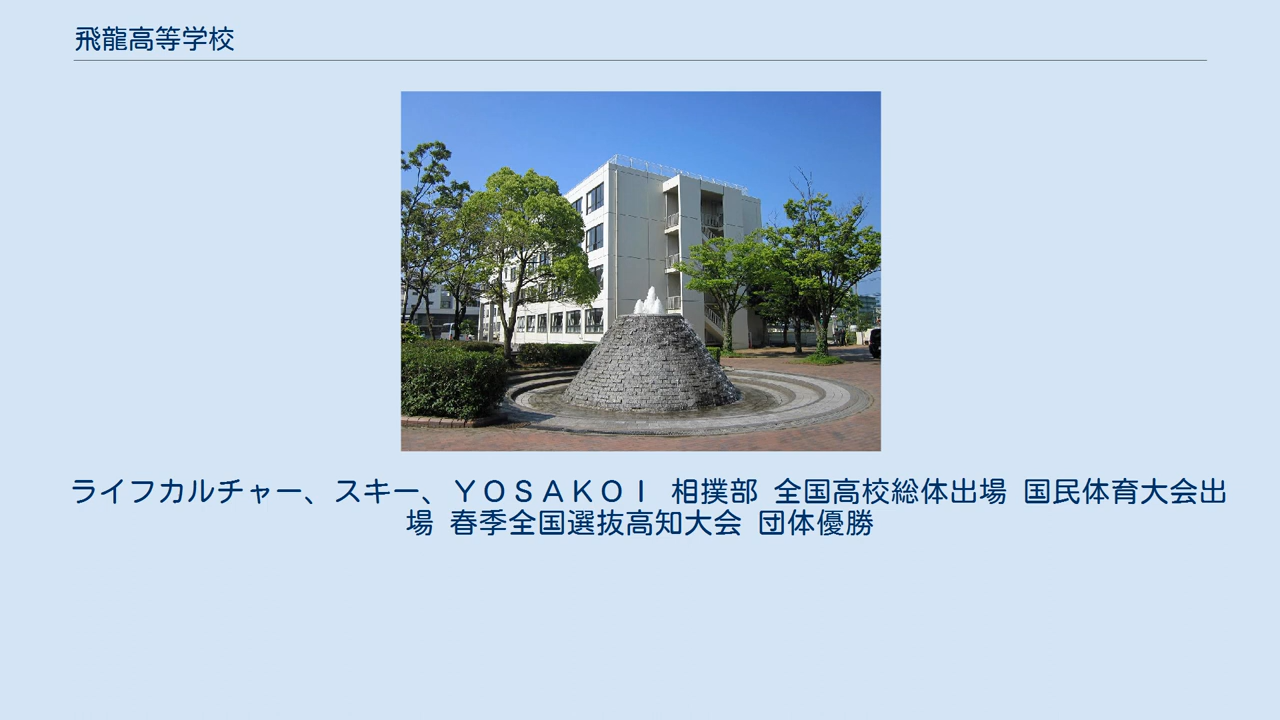 飛龍高等学校
ライフカルチャー、スキー、ＹＯＳＡＫＯＩ 相撲部 全国高校総体出場 国民体育大会出
場 春季全国選抜高知大会 団体優勝